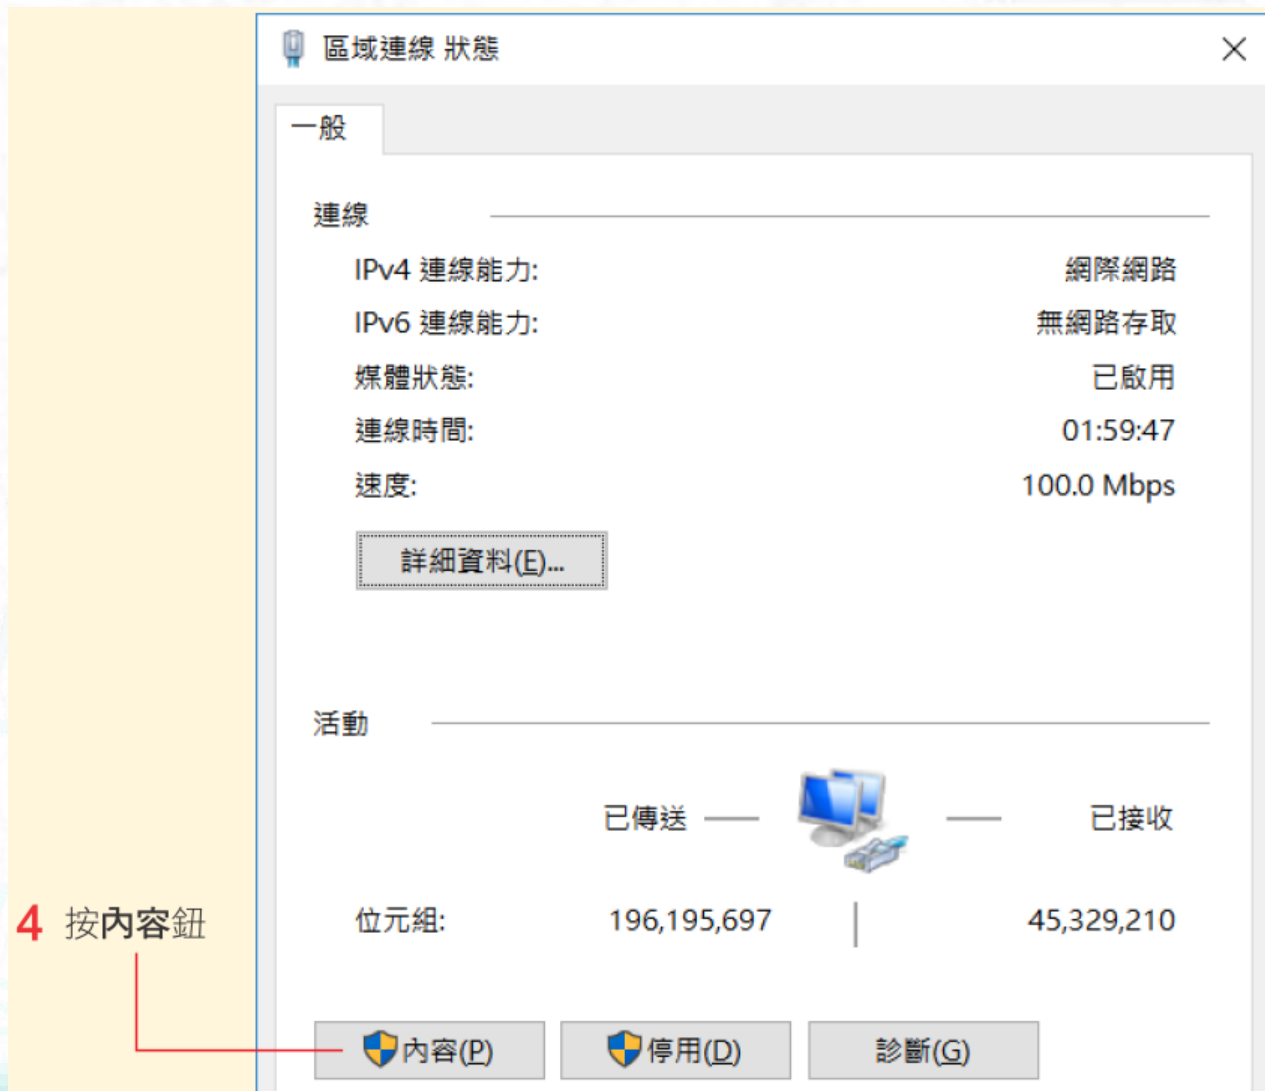 區域連線 狀態
一般
連線
IPv4 連線能力: 網際網路
IPv6 連線能力: 無網路存取
媒體狀態: 已啟用
連線時間: 01:59:47
速度: 100.0 Mbps
詳細資料(E)...
活動
已傳送 已接收
4 按內容鈕
位元組: 196,195,697 45,329,210
內容(P) 停用(D) 診斷(G)